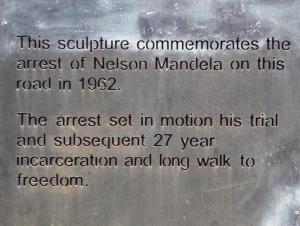 This sculpture commemorates the
arrest of Nelson Mandela on this
road in 1962.
The arrest set in motion his trial
and subsequent 27 year
incarceration and long walk to
freedom.